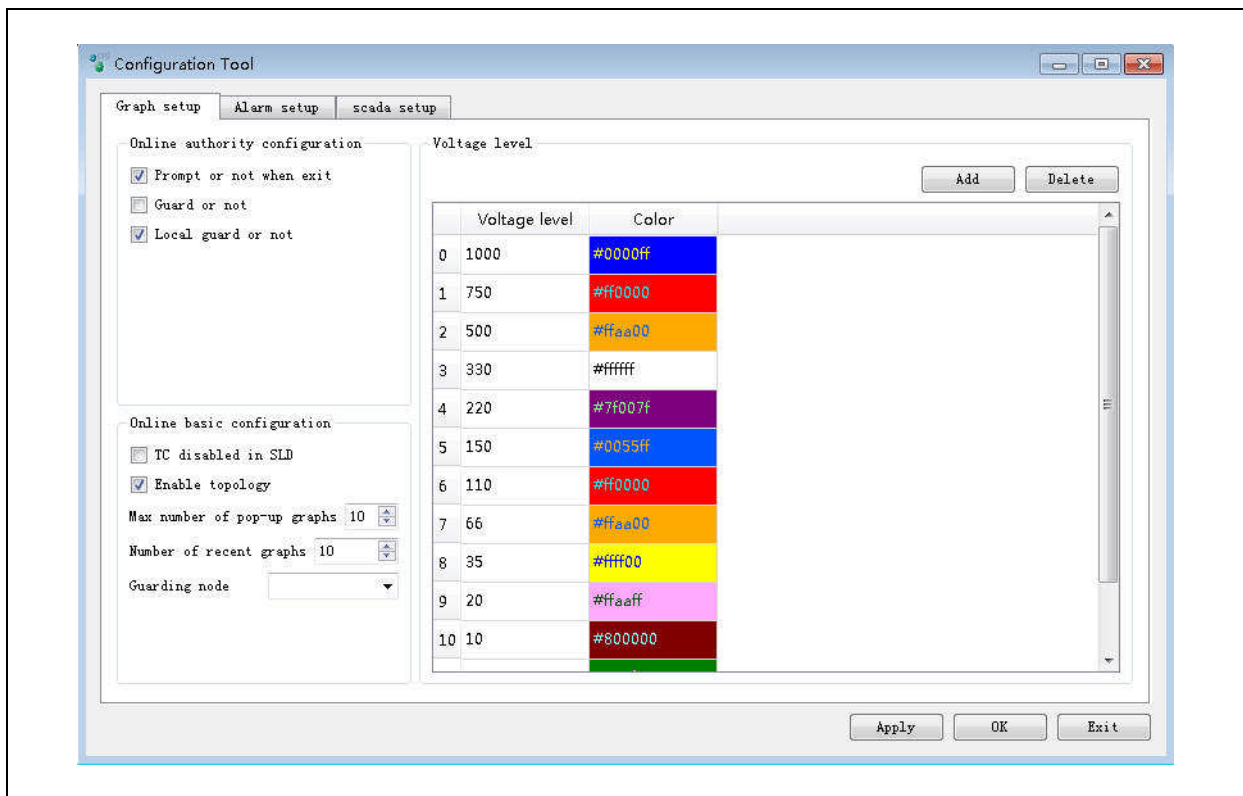 Configuration Tool
Graph setup Alarm setup scada setup
Online authority configuration
Prompt or not when exit
Guard or not
Local guard or not
Online basic configuration
TC disabled in SLD
Enable topology
Max number of pop-up graphs 10
Number of recent graphs 10
Guarding node
Voltage level
Add Delete
Voltage level Color
0 1000 #0000ff
1 750 #ff0000
2 500 #ffaa00
3 330 #ffffff
4 220 #7f007f
5 150 #0055ff
6 110 #ff0000
7 66 #ffaa00
8 35 #ffff00
9 20 #ffaaff
10 10 #800000
Apply OK Exit